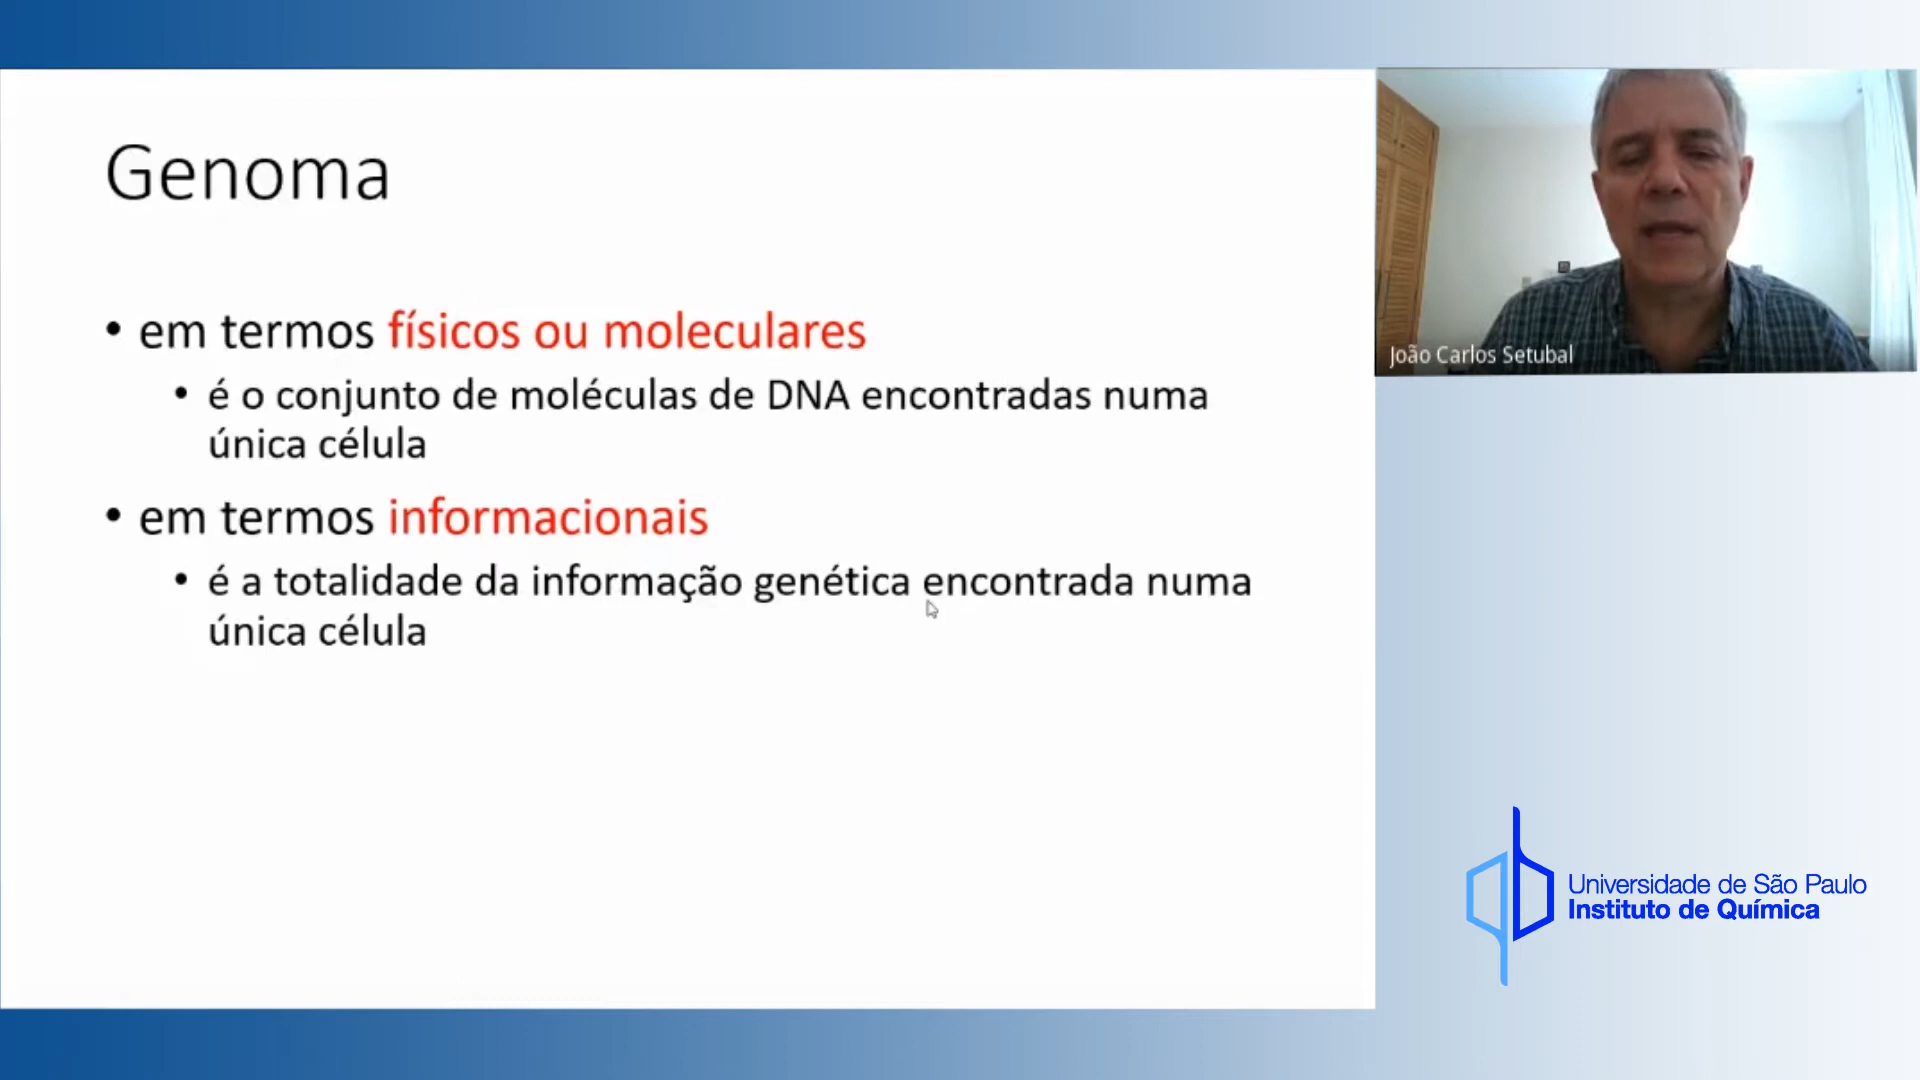 Genoma
• em termos físicos ou moleculares
• é o conjunto de moléculas de DNA encontradas numa
única célula
• em termos informacionais
• é a totalidade da informação genética encontrada numa
única célula
João Carlos Setubal
Universidade de São Paulo
Instituto de Química